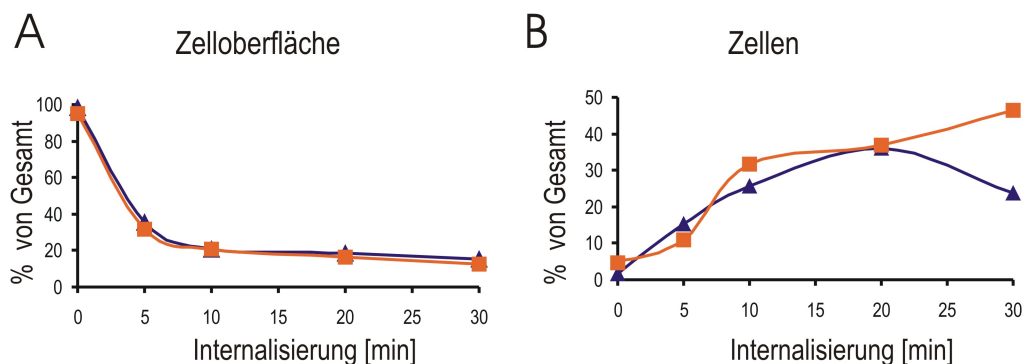 A
Zelloberfläche
% von Gesamt
100
80
60
40
20
0
0 5 10 15 20 25 30
Internalisierung [min]
B
Zellen
% von Gesamt
50
40
30
20
10
0
0 5 10 15 20 25 30
Internalisierung [min]